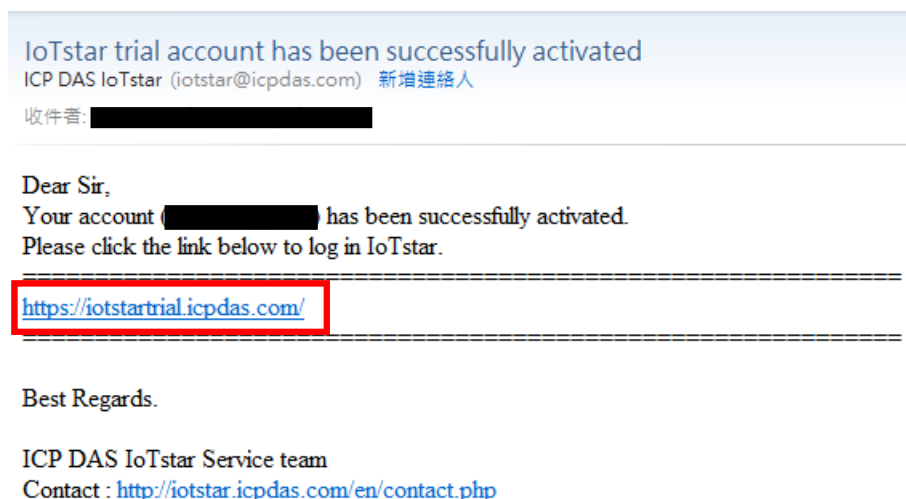 IoTstar trial account has been successfully activated
ICP DAS IoTstar (iotstar@icpdas.com) 新增連絡人
收件者:
Dear Sir,
Your account ( ) has been successfully activated.
Please click the link below to log in IoTstar.
============================================================
https://iotstartrial.icpdas.com/
============================================================
Best Regards.
ICP DAS IoTstar Service team
Contact : http://iotstar.icpdas.com/en/contact.php